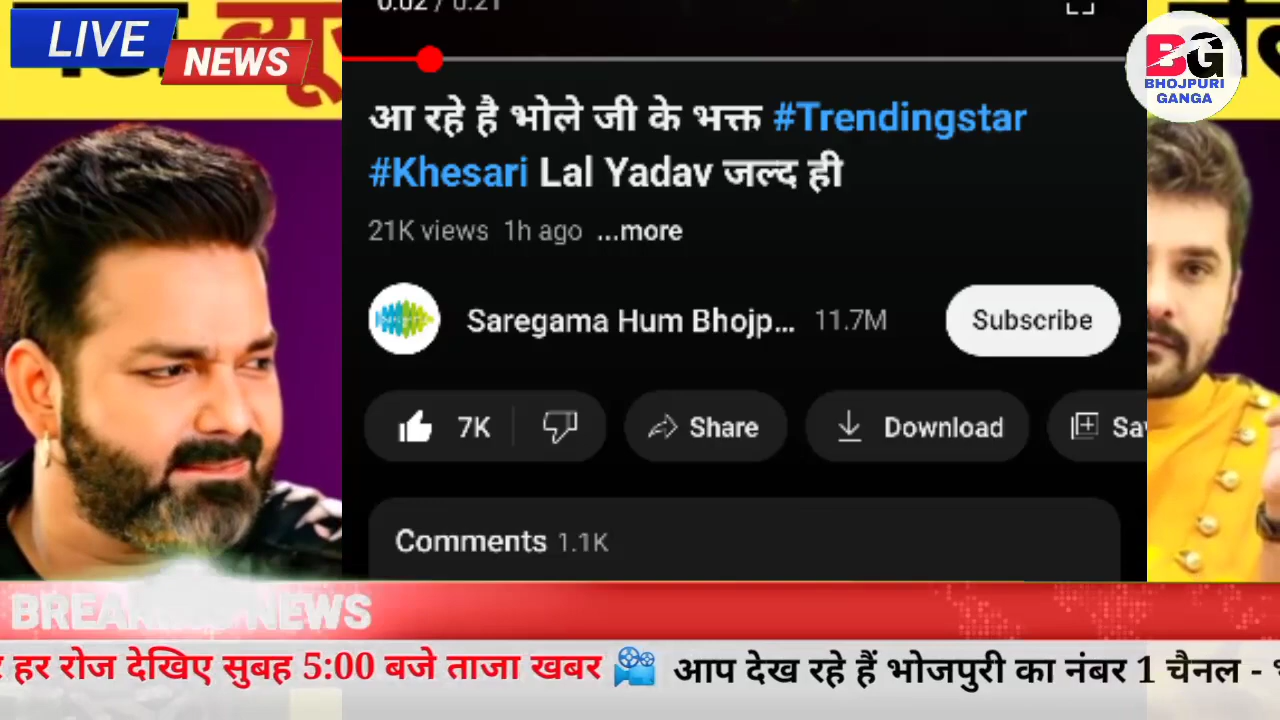 LIVE
NEWS
BG
BHOJPURI
GANGA
0:02 / 0:21
आ रहे है भोले जी के भक्त #Trendingstar
#Khesari Lal Yadav जल्द ही
21K views 1h ago ...more
Saregama Hum Bhojp... 11.7M Subscribe
7K Share Download Sav
Comments 1.1K
BREAKING NEWS
हर रोज देखिए सुबह 5:00 बजे ताजा खबर आप देख रहे हैं भोजपुरी का नंबर 1 चैनल -